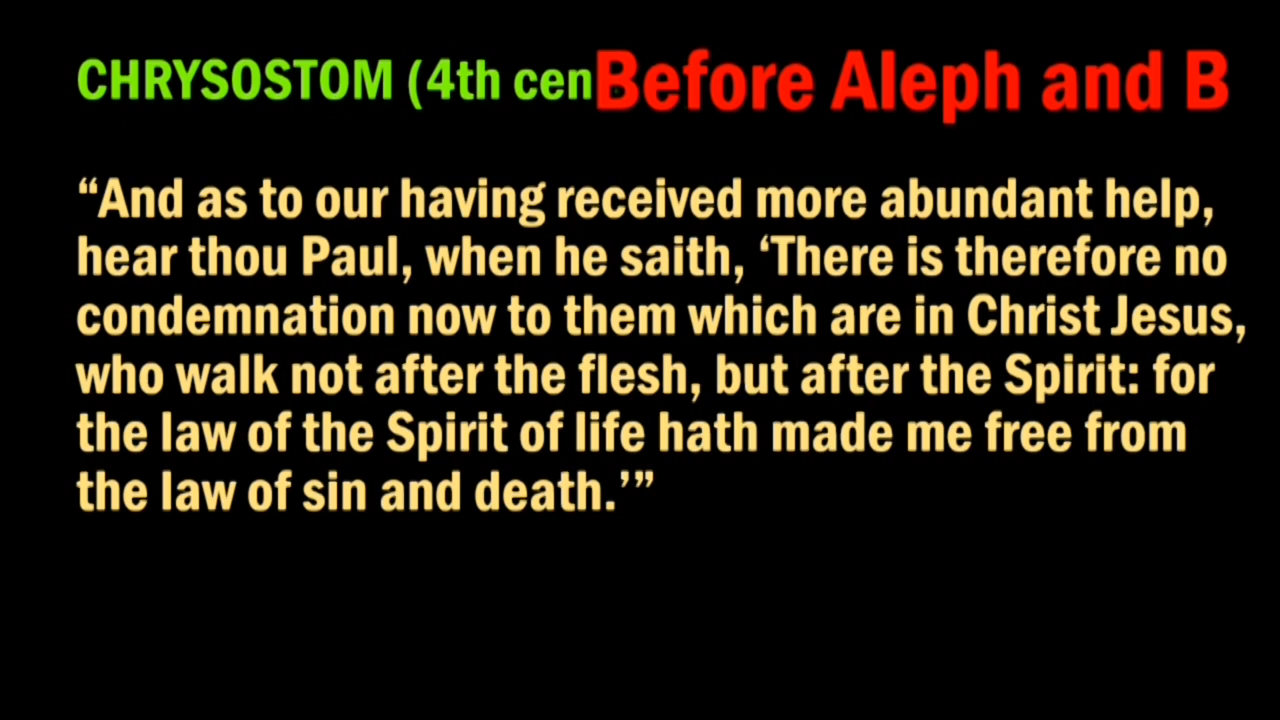 CHRYSOSTOM (4th cen Before Aleph and B
“And as to our having received more abundant help,
hear thou Paul, when he saith, ‘There is therefore no
condemnation now to them which are in Christ Jesus,
who walk not after the flesh, but after the Spirit: for
the law of the Spirit of life hath made me free from
the law of sin and death.’”